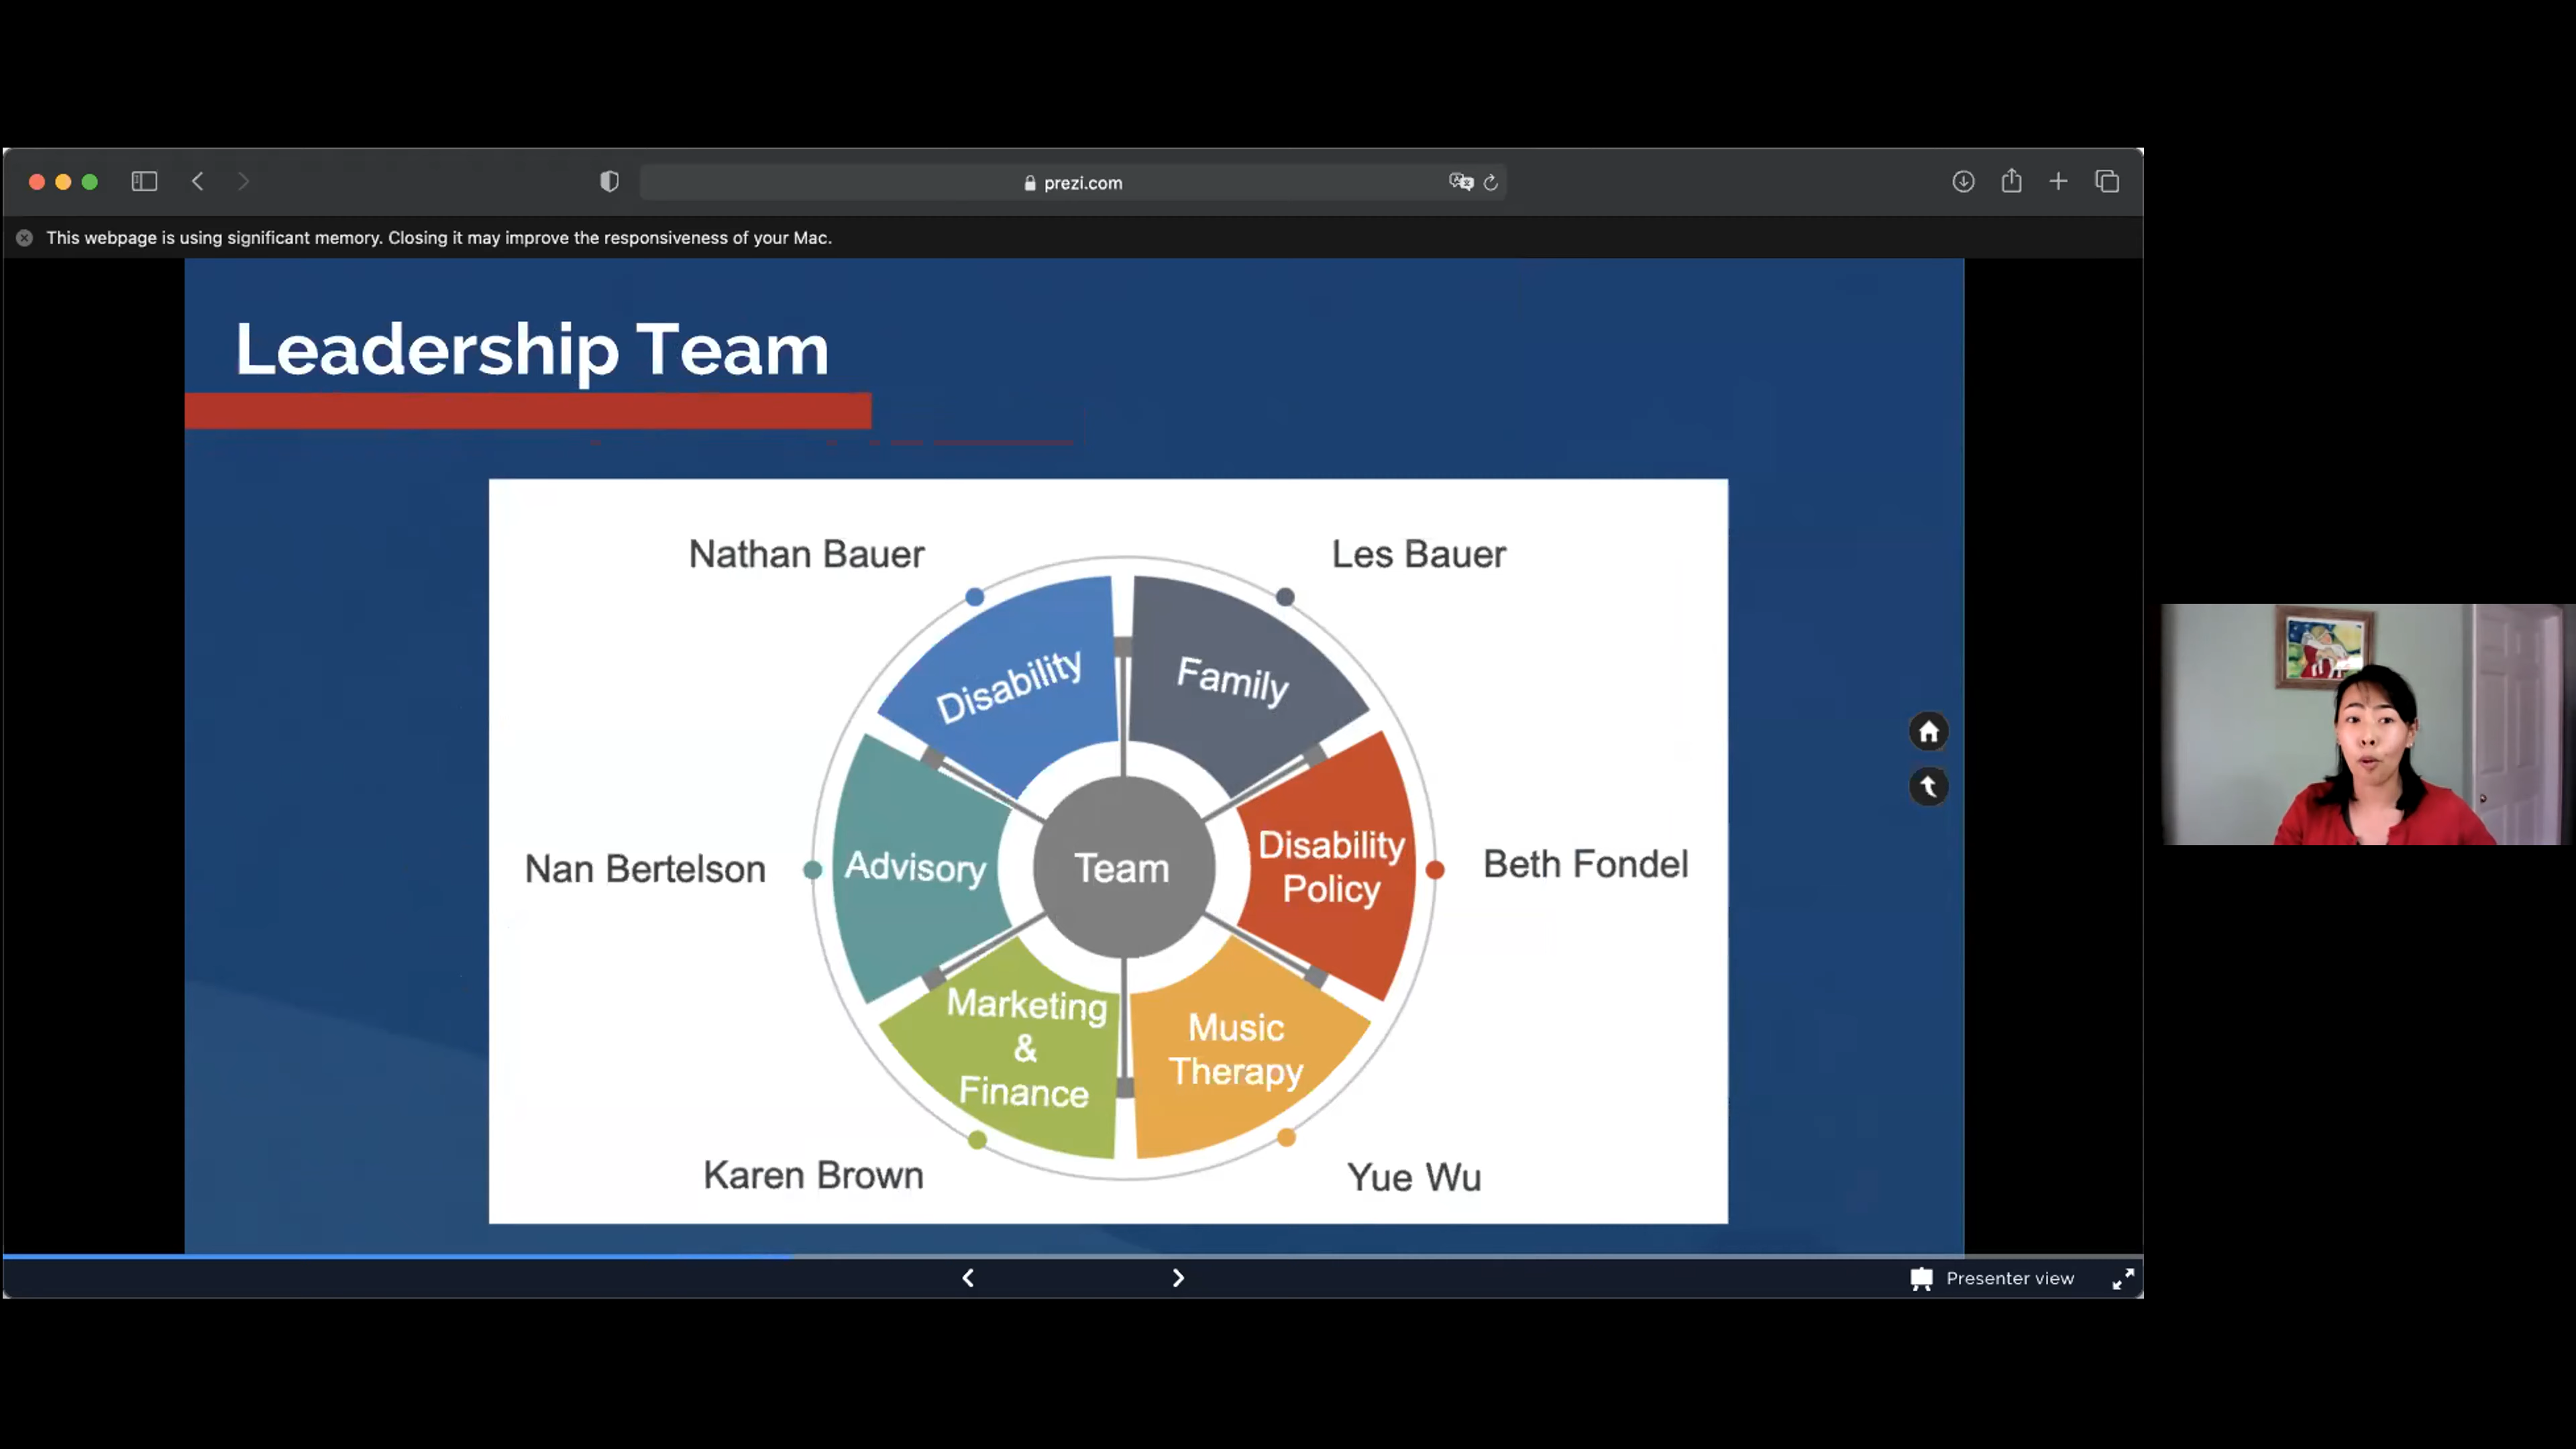 prezi.com
This webpage is using significant memory. Closing it may improve the responsiveness of your Mac.
Leadership Team
Nathan Bauer
Les Bauer
Disability
Family
Nan Bertelson
Advisory
Team
Disability
Policy
Beth Fondel
Marketing
&
Finance
Music
Therapy
Karen Brown
Yue Wu
Presenter view